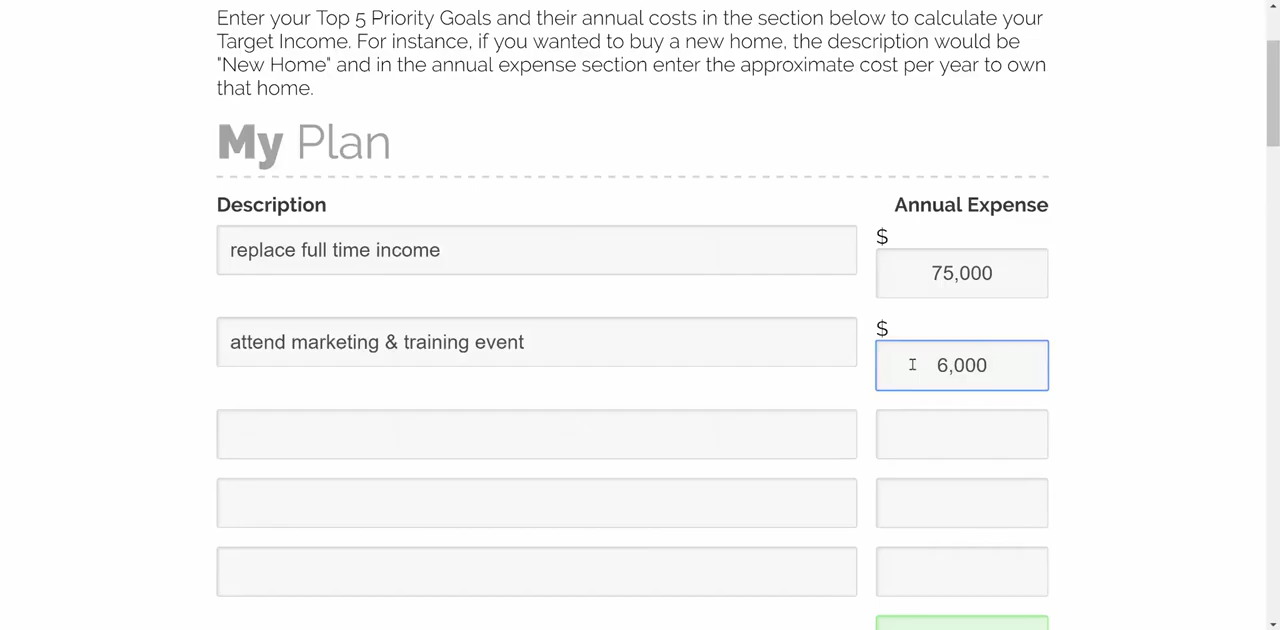 Enter your Top 5 Priority Goals and their annual costs in the section below to calculate your
Target Income. For instance, if you wanted to buy a new home, the description would be
"New Home" and in the annual expense section enter the approximate cost per year to own
that home.
My Plan
Description Annual Expense
$
replace full time income
75,000
$
attend marketing & training event
6,000